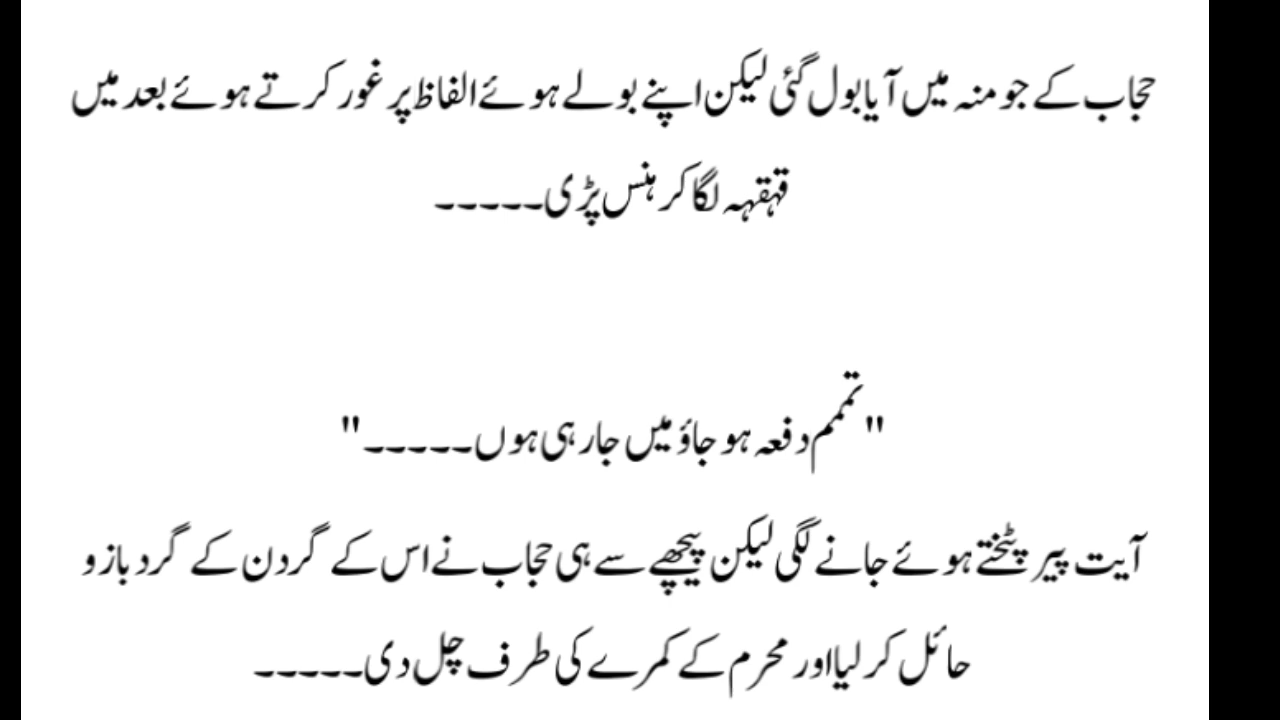 حجاب کے جو منہ میں آیا بول گئی لیکن اپنے بولے ہوئے الفاظ پر غور کرتے ہوئے بعد میں
قہقہہ لگا کر ہنس پڑی۔۔۔۔۔
"تممم دفعہ ہو جاؤ میں جا رہی ہوں۔۔۔۔۔"
آیت پیر پٹختے ہوئے جانے لگی لیکن پیچھے سے ہی حجاب نے اس کے گردن کے گرد بازو
حائل کر لیا اور محرم کے کمرے کی طرف چل دی۔۔۔۔۔